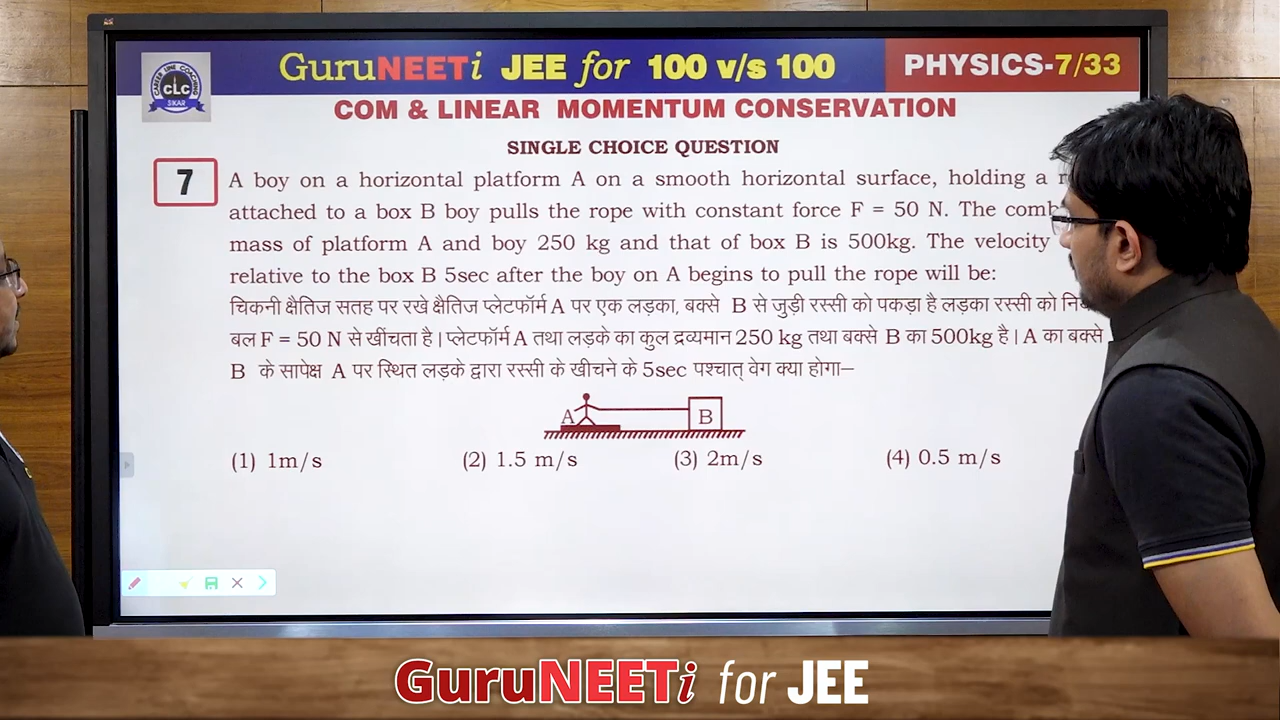 GuruNEETi JEE for 100 v/s 100
PHYSICS-7/33
CAREER LINE COACHING
CLC
SIKAR
COM & LINEAR MOMENTUM CONSERVATION
SINGLE CHOICE QUESTION
7
A boy on a horizontal platform A on a smooth horizontal surface, holding a
attached to a box B boy pulls the rope with constant force F = 50 N. The
mass of platform A and boy 250 kg and that of box B is 500kg. The velocity
relative to the box B 5sec after the boy on A begins to pull the rope will be:
चिकनी क्षैतिज सतह पर रखे क्षैतिज प्लेटफॉर्म A पर एक लड़का, बक्से B से जुड़ी रस्सी को पकड़ा है लड़का रस्सी को
बल F = 50 N से खींचता है। प्लेटफॉर्म A तथा लड़के का कुल द्रव्यमान 250 kg तथा बक्से B का 500kg है। A का बक्से
B के सापेक्ष A पर स्थित लड़के द्वारा रस्सी के खीचने के 5sec पश्चात् वेग क्या होगा–
A
B
(1) 1m/s (2) 1.5 m/s (3) 2m/s (4) 0.5 m/s
GuruNEETi for JEE